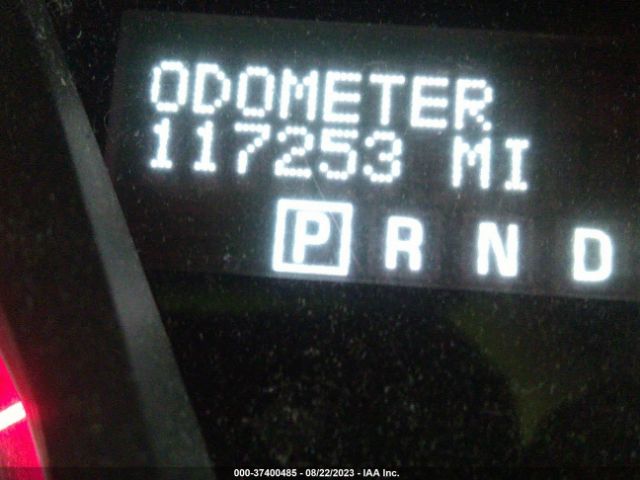 ODOMETER
117253 MI
P R N D
000-37400485 - 08/22/2023 - IAA Inc.